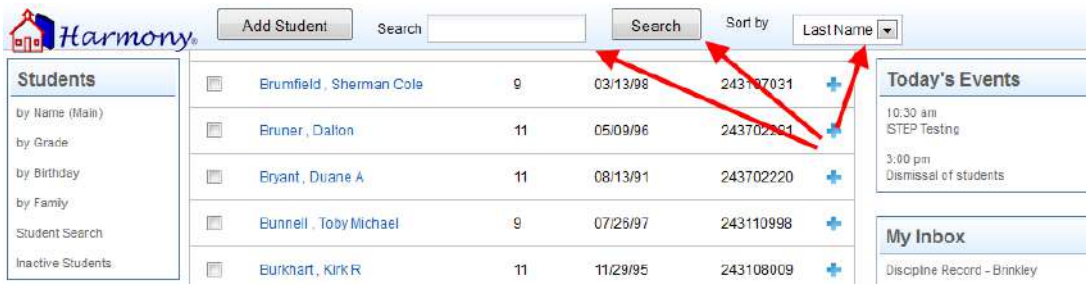 Harmony. Add Student Search Search Sort by Last Name
Students
by Name (Main)
by Grade
by Birthday
by Family
Student Search
Inactive Students
Brumfield , Sherman Cole 9 03/13/98 243107031
Bruner , Dalton 11 05/09/96
Bryant , Duane A 11 08/13/91 243702220
Bunnell , Toby Michael 9 07/26/97 243110998
Burkhart , Kirk R 11 11/29/95 243108009
Today's Events
10:30 am
ISTEP Testing
3:00 pm
Dismissal of students
My Inbox
Discipline Record - Brinkley